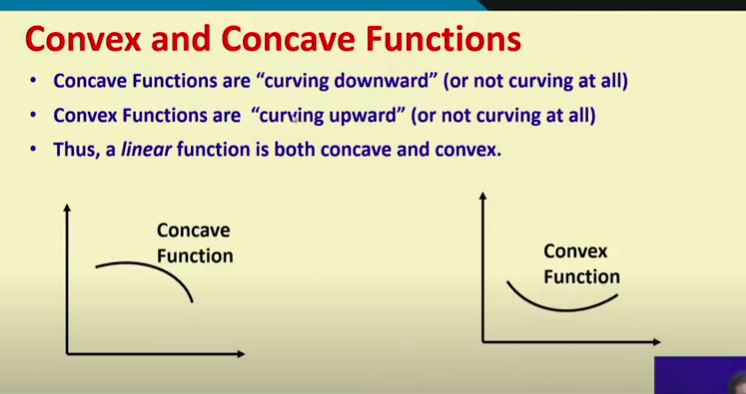 Convex and Concave Functions
• Concave Functions are “curving downward” (or not curving at all)
• Convex Functions are “curving upward” (or not curving at all)
• Thus, a linear function is both concave and convex.
Concave
Function
Convex
Function